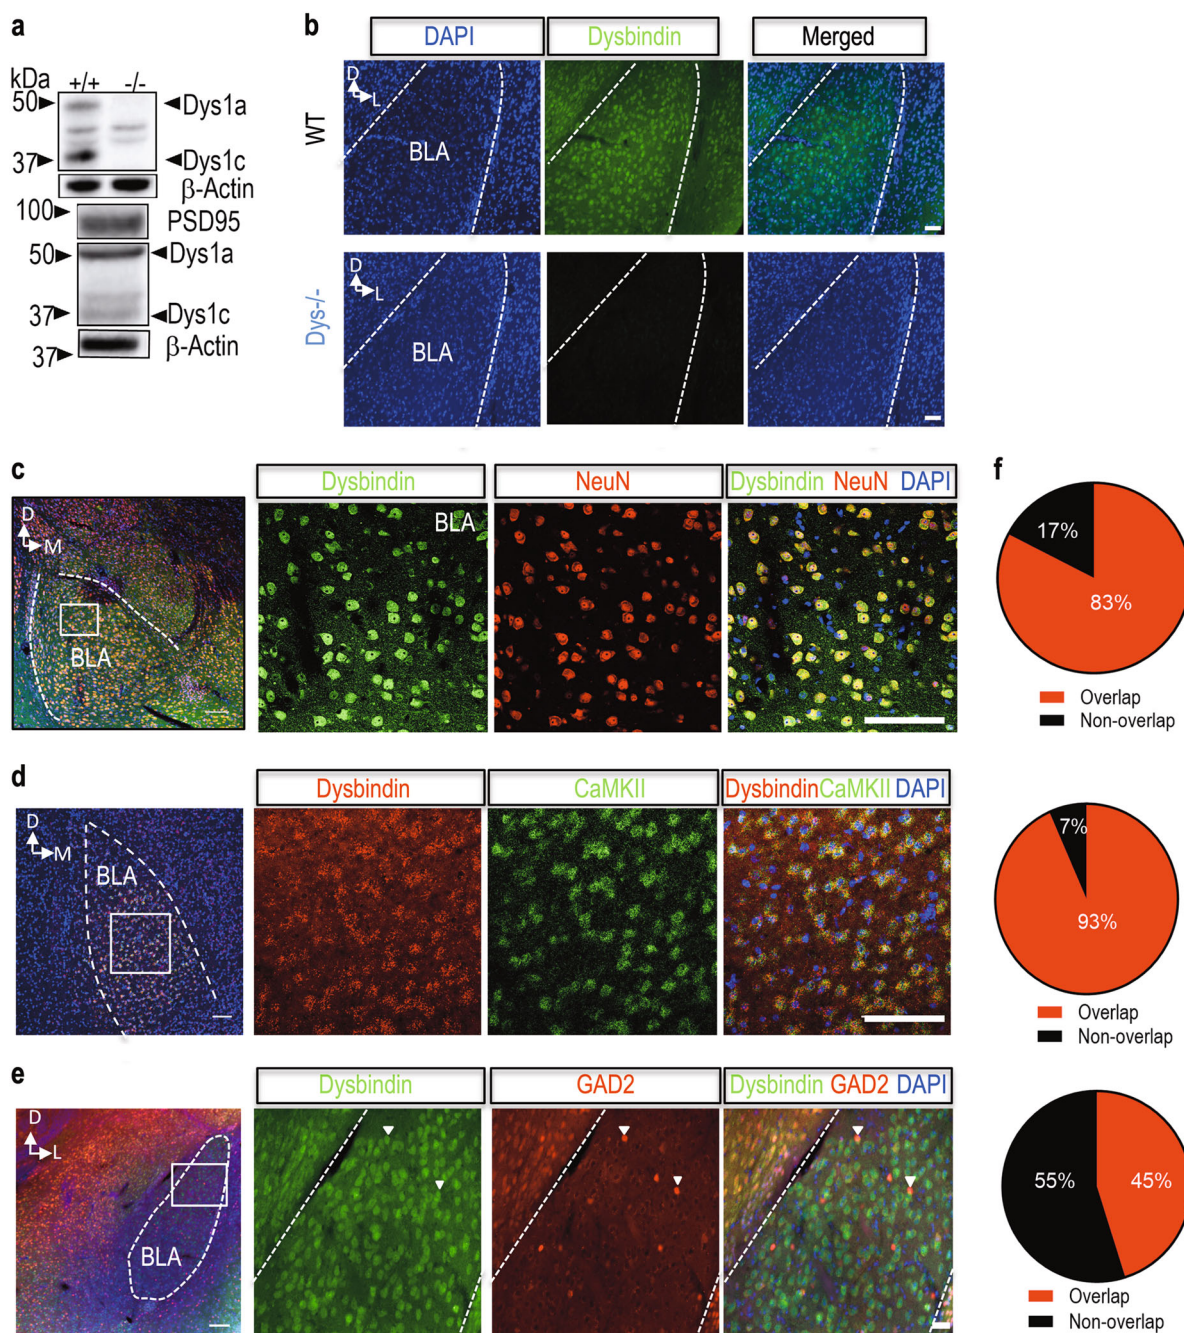 a
kDa
+/+ -/-
50 Dys1a
37 Dys1c
β-Actin
100 PSD95
50 Dys1a
37 Dys1c
37 β-Actin
b
DAPI Dysbindin Merged
WT
D
L
BLA
Dys-/-
D
L
BLA
c
Dysbindin NeuN Dysbindin NeuN DAPI
D
M
BLA
BLA
d
Dysbindin CaMKII Dysbindin CaMKII DAPI
D
M
BLA
e
Dysbindin GAD2 Dysbindin GAD2 DAPI
D
L
BLA
f
17%
83%
Overlap
Non-overlap
7%
93%
Overlap
Non-overlap
55% 45%
Overlap
Non-overlap